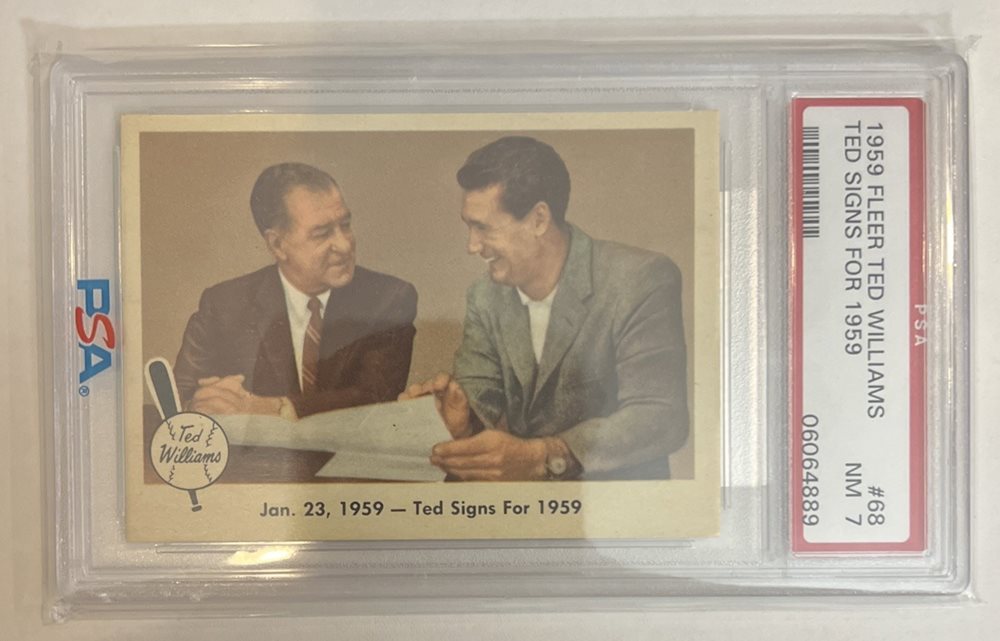 1959 FLEER TED WILLIAMS #68
TED SIGNS FOR 1959 NM 7
06064889
PSA
PSA®
Ted
Williams
Jan. 23, 1959 — Ted Signs For 1959